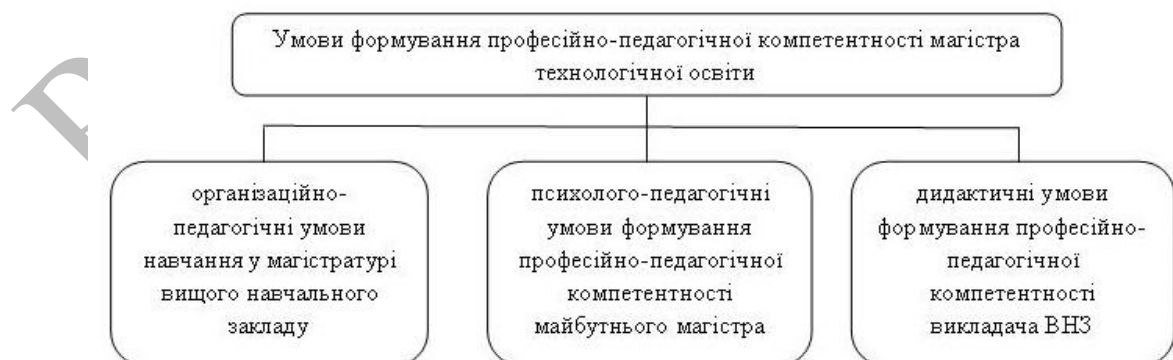 Умови формування професійно-педагогічної компетентності магістра
технологічної освіти
організаційно-
педагогічні умови
навчання у магістратурі
вищого навчального
закладу
психолого-педагогічні
умови формування
професійно-педагогічної
компетентності
майбутнього магістра
дидактичні умови
формування професійно-
педагогічної
компетентності
викладача ВНЗ